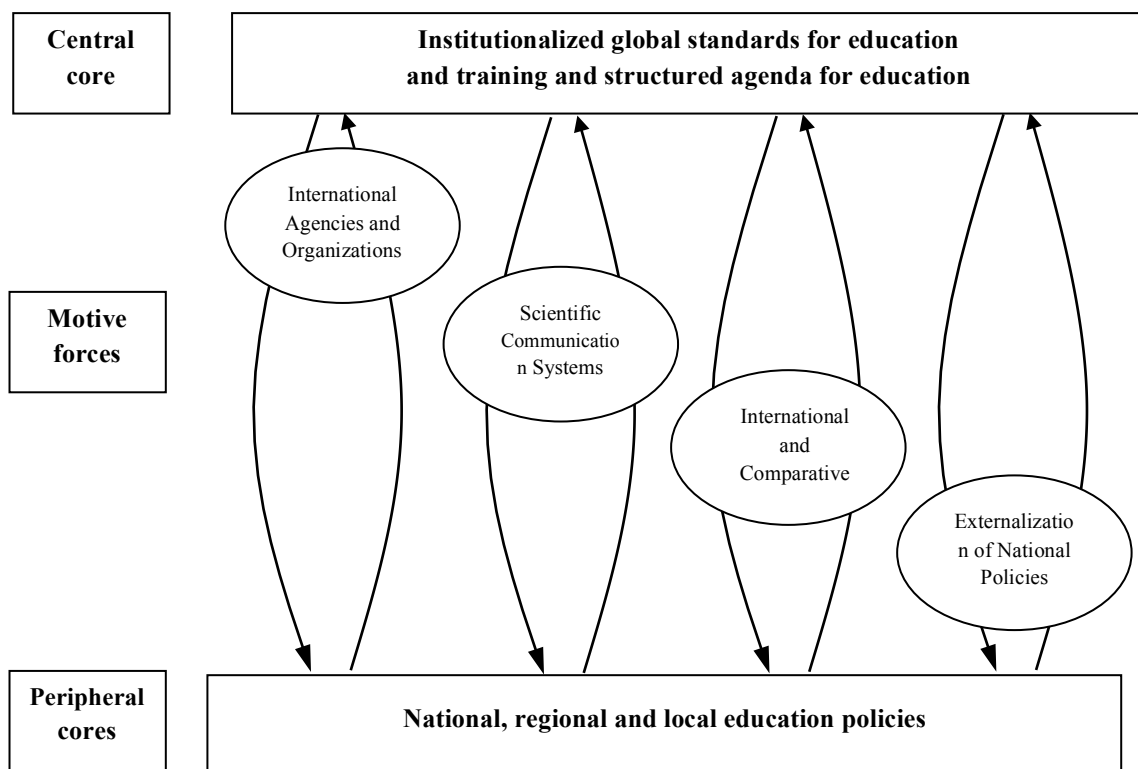 Central
core
Institutionalized global standards for education
and training and structured agenda for education
International
Agencies and
Organizations
Motive
forces
Scientific
Communicatio
n Systems
International
and
Comparative
Externalizatio
n of National
Policies
Peripheral
cores
National, regional and local education policies